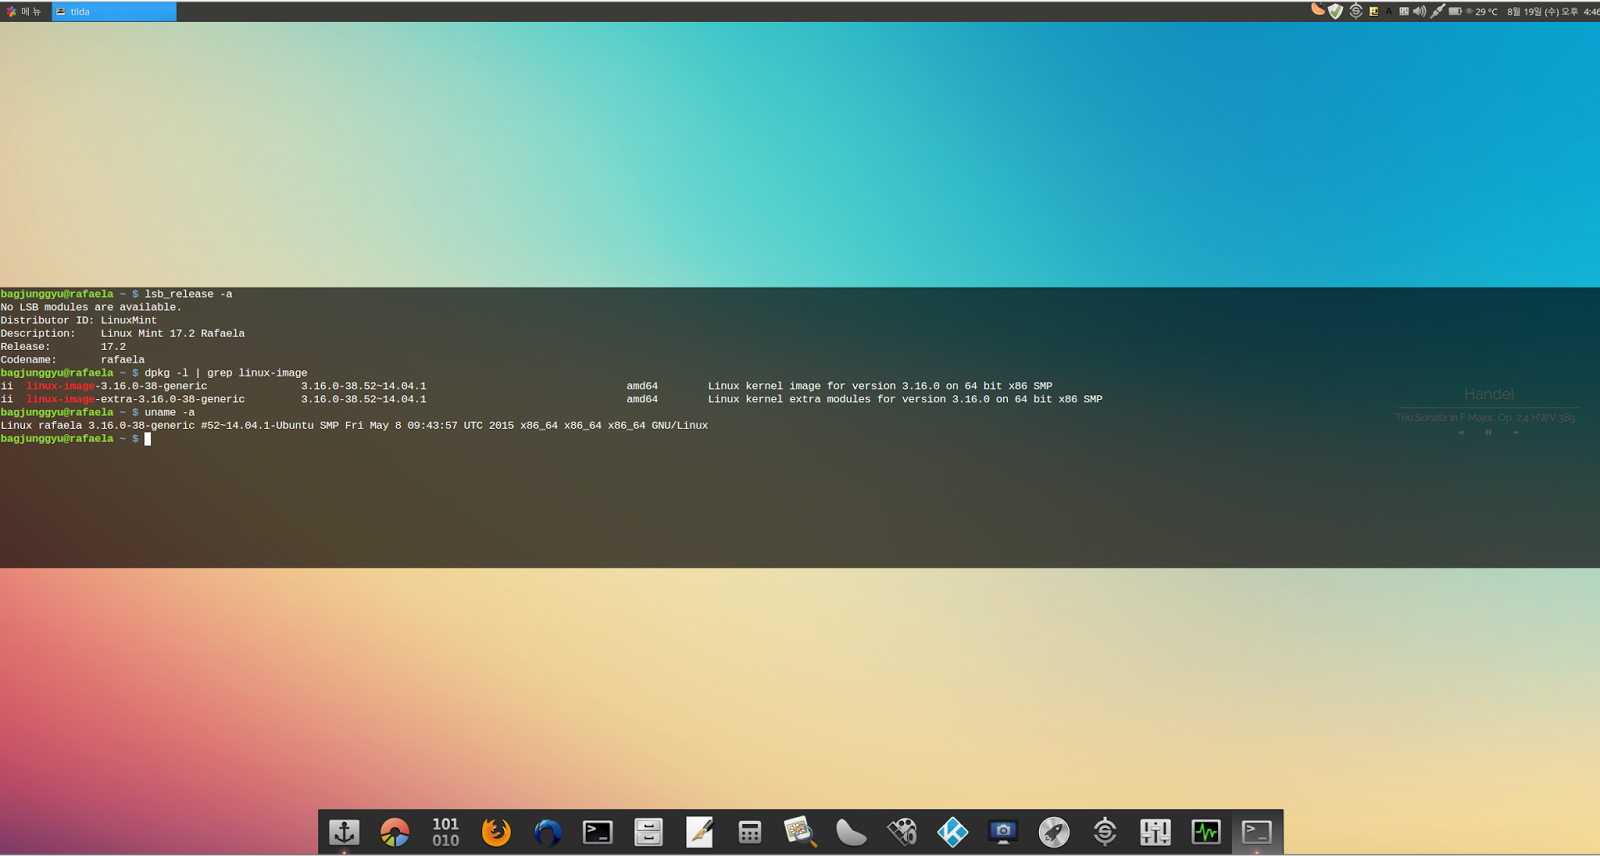 메뉴 tilda 29 °C 8월 19일 (수) 오후 4:46
bagjunggyu@rafaela ~ $ lsb_release -a
No LSB modules are available.
Distributor ID: LinuxMint
Description: Linux Mint 17.2 Rafaela
Release: 17.2
Codename: rafaela
bagjunggyu@rafaela ~ $ dpkg -l | grep linux-image
ii linux-image-3.16.0-38-generic 3.16.0-38.52~14.04.1 amd64 Linux kernel image for version 3.16.0 on 64 bit x86 SMP
ii linux-image-extra-3.16.0-38-generic 3.16.0-38.52~14.04.1 amd64 Linux kernel extra modules for version 3.16.0 on 64 bit x86 SMP
bagjunggyu@rafaela ~ $ uname -a
Linux rafaela 3.16.0-38-generic #52~14.04.1-Ubuntu SMP Fri May 8 09:43:57 UTC 2015 x86_64 x86_64 x86_64 GNU/Linux
bagjunggyu@rafaela ~ $
Handel
Trio Sonata in F Major, Op. 2.4 HWV 389:
101
010